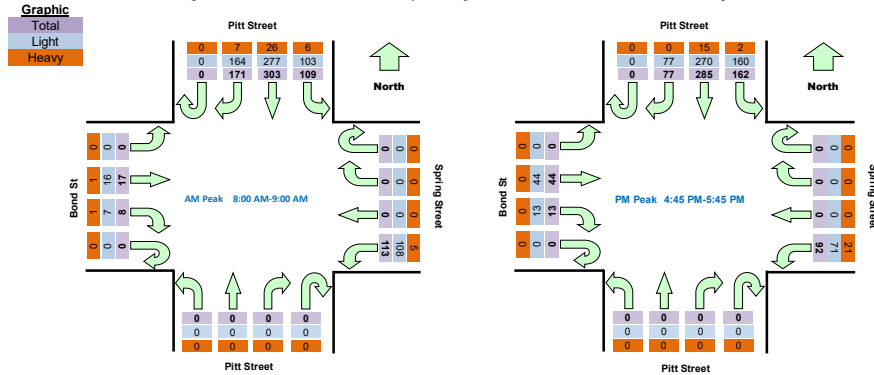 Graphic
Total
Light
Heavy
Pitt Street
0 7 26 6
0 164 277 103
0 171 303 109
North
Bond St
0 0 0
1 16 17
1 7 8
0 0 0
AM Peak 8:00 AM-9:00 AM
0 0 0
0 0 0
0 0 0
113 108 5
Spring Street
0 0 0 0
0 0 0 0
0 0 0 0
Pitt Street
Pitt Street
0 0 15 2
0 77 270 160
0 77 285 162
North
Bond St
0 0 0
0 44 44
0 13 13
0 0 0
PM Peak 4:45 PM-5:45 PM
0 0 0
0 0 0
0 0 0
92 71 21
Spring Street
0 0 0 0
0 0 0 0
0 0 0 0
Pitt Street